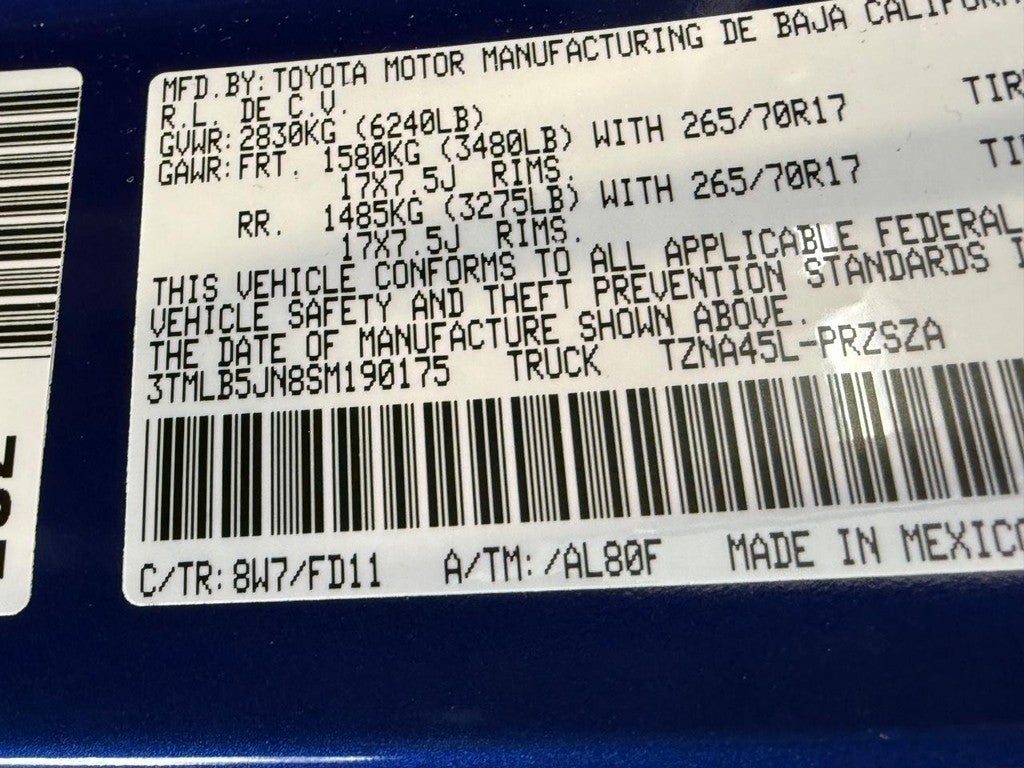 MFD.BY:TOYOTA MOTOR MANUFACTURING DE BAJA CALIFORN
R.L. DE C.V.
GVWR:2830KG (6240LB)
GAWR:FRT. 1580KG (3480LB) WITH 265/70R17 TIR
17X7.5J RIMS.
RR. 1485KG (3275LB) WITH 265/70R17 TI
17X7.5J RIMS.
THIS VEHICLE CONFORMS TO ALL APPLICABLE FEDERAL
VEHICLE SAFETY AND THEFT PREVENTION STANDARDS I
THE DATE OF MANUFACTURE SHOWN ABOVE.
3TMLB5JN8SM190175 TRUCK TZNA45L-PRZSZA
C/TR:8W7/FD11 A/TM:/AL80F MADE IN MEXICO